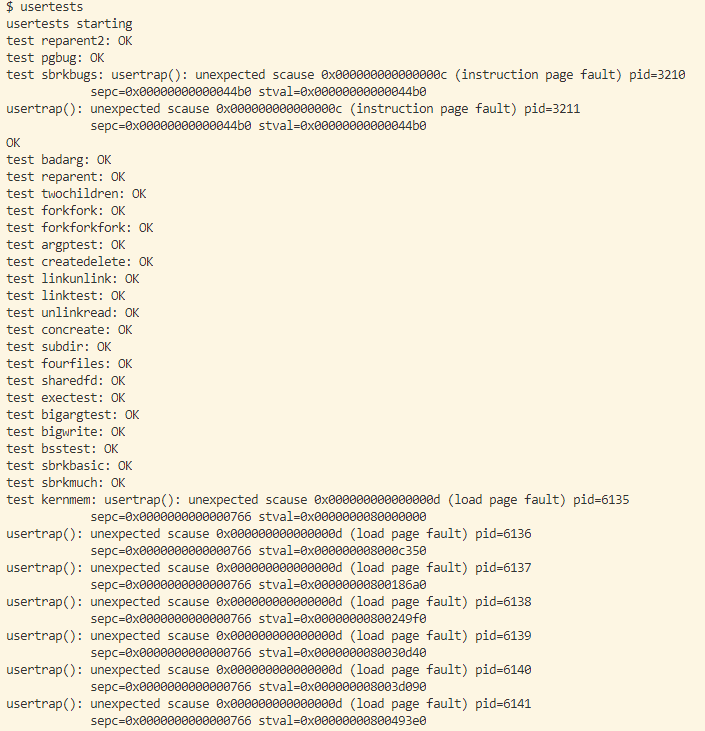 $ usertests
usertests starting
test reparent2: OK
test pgbug: OK
test sbrkbugs: usertrap(): unexpected scause 0x000000000000000c (instruction page fault) pid=3210
sepc=0x00000000000044b0 stval=0x00000000000044b0
usertrap(): unexpected scause 0x000000000000000c (instruction page fault) pid=3211
sepc=0x00000000000044b0 stval=0x00000000000044b0
OK
test badarg: OK
test reparent: OK
test twochildren: OK
test forkfork: OK
test forkforkfork: OK
test argptest: OK
test createdelete: OK
test linkunlink: OK
test linktest: OK
test unlinkread: OK
test concreate: OK
test subdir: OK
test fourfiles: OK
test sharedfd: OK
test exectest: OK
test bigargtest: OK
test bigwrite: OK
test bsstest: OK
test sbrkbasic: OK
test sbrkmuch: OK
test kernmem: usertrap(): unexpected scause 0x000000000000000d (load page fault) pid=6135
sepc=0x0000000000000766 stval=0x0000000080000000
usertrap(): unexpected scause 0x000000000000000d (load page fault) pid=6136
sepc=0x0000000000000766 stval=0x000000008000c350
usertrap(): unexpected scause 0x000000000000000d (load page fault) pid=6137
sepc=0x0000000000000766 stval=0x00000000800186a0
usertrap(): unexpected scause 0x000000000000000d (load page fault) pid=6138
sepc=0x0000000000000766 stval=0x00000000800249f0
usertrap(): unexpected scause 0x000000000000000d (load page fault) pid=6139
sepc=0x0000000000000766 stval=0x0000000080030d40
usertrap(): unexpected scause 0x000000000000000d (load page fault) pid=6140
sepc=0x0000000000000766 stval=0x000000008003d090
usertrap(): unexpected scause 0x000000000000000d (load page fault) pid=6141
sepc=0x0000000000000766 stval=0x00000000800493e0